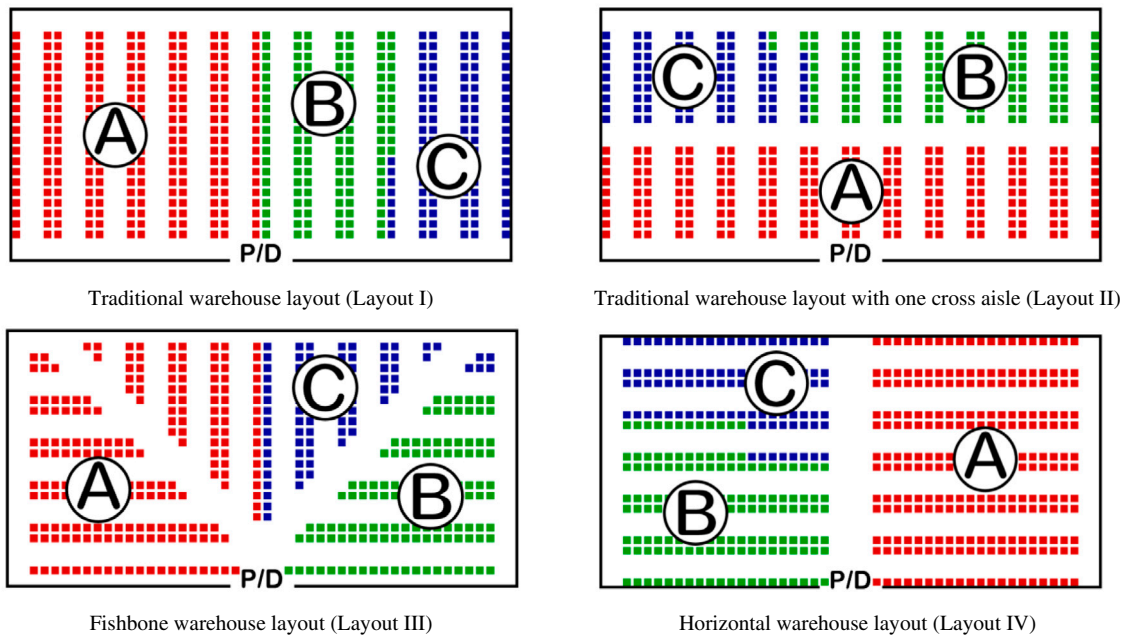 A
B
C
P/D
Traditional warehouse layout (Layout I)
C
B
A
P/D
Traditional warehouse layout with one cross aisle (Layout II)
C
A
B
P/D
Fishbone warehouse layout (Layout III)
C
A
B
P/D
Horizontal warehouse layout (Layout IV)